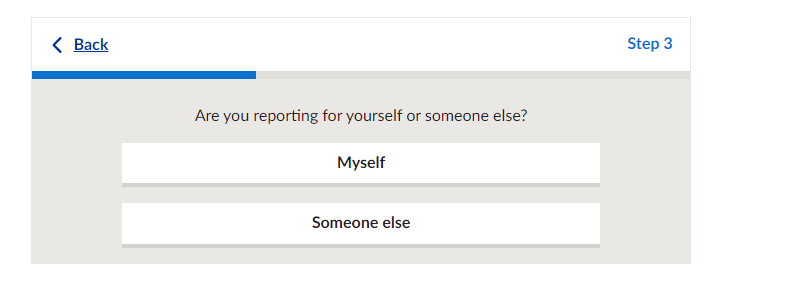 Back
Step 3
Are you reporting for yourself or someone else?
Myself
Someone else